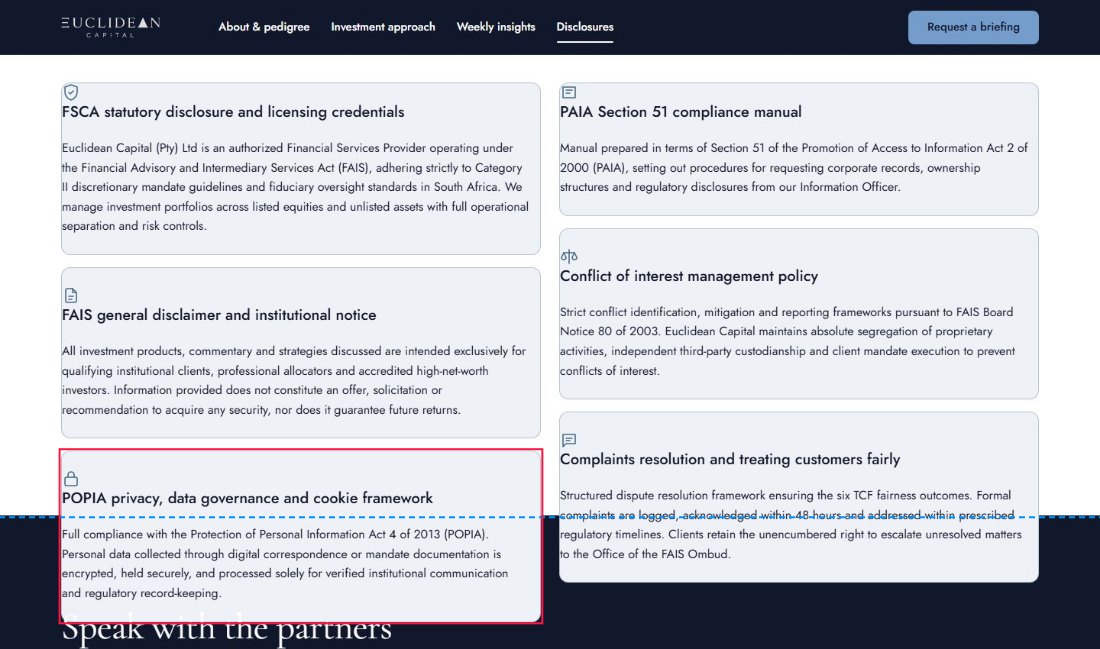 EUCLIDEAN
CAPITAL
About & pedigree
Investment approach
Weekly insights
Disclosures
Request a briefing
FSCA statutory disclosure and licensing credentials
Euclidean Capital (Pty) Ltd is an authorized Financial Services Provider operating under
the Financial Advisory and Intermediary Services Act (FAIS), adhering strictly to Category
II discretionary mandate guidelines and fiduciary oversight standards in South Africa. We
manage investment portfolios across listed equities and unlisted assets with full operational
separation and risk controls.
FAIS general disclaimer and institutional notice
All investment products, commentary and strategies discussed are intended exclusively for
qualifying institutional clients, professional allocators and accredited high-net-worth
investors. Information provided does not constitute an offer, solicitation or
recommendation to acquire any security, nor does it guarantee future returns.
POPIA privacy, data governance and cookie framework
Full compliance with the Protection of Personal Information Act 4 of 2013 (POPIA).
Personal data collected through digital correspondence or mandate documentation is
encrypted, held securely, and processed solely for verified institutional communication
and regulatory record-keeping.
PAIA Section 51 compliance manual
Manual prepared in terms of Section 51 of the Promotion of Access to Information Act 2 of
2000 (PAIA), setting out procedures for requesting corporate records, ownership
structures and regulatory disclosures from our Information Officer.
Conflict of interest management policy
Strict conflict identification, mitigation and reporting frameworks pursuant to FAIS Board
Notice 80 of 2003. Euclidean Capital maintains absolute segregation of proprietary
activities, independent third-party custodianship and client mandate execution to prevent
conflicts of interest.
Complaints resolution and treating customers fairly
Structured dispute resolution framework ensuring the six TCF fairness outcomes. Formal
complaints are logged, acknowledged within 48 hours and addressed within prescribed
regulatory timelines. Clients retain the unencumbered right to escalate unresolved matters
to the Office of the FAIS Ombud.
Speak with the partners